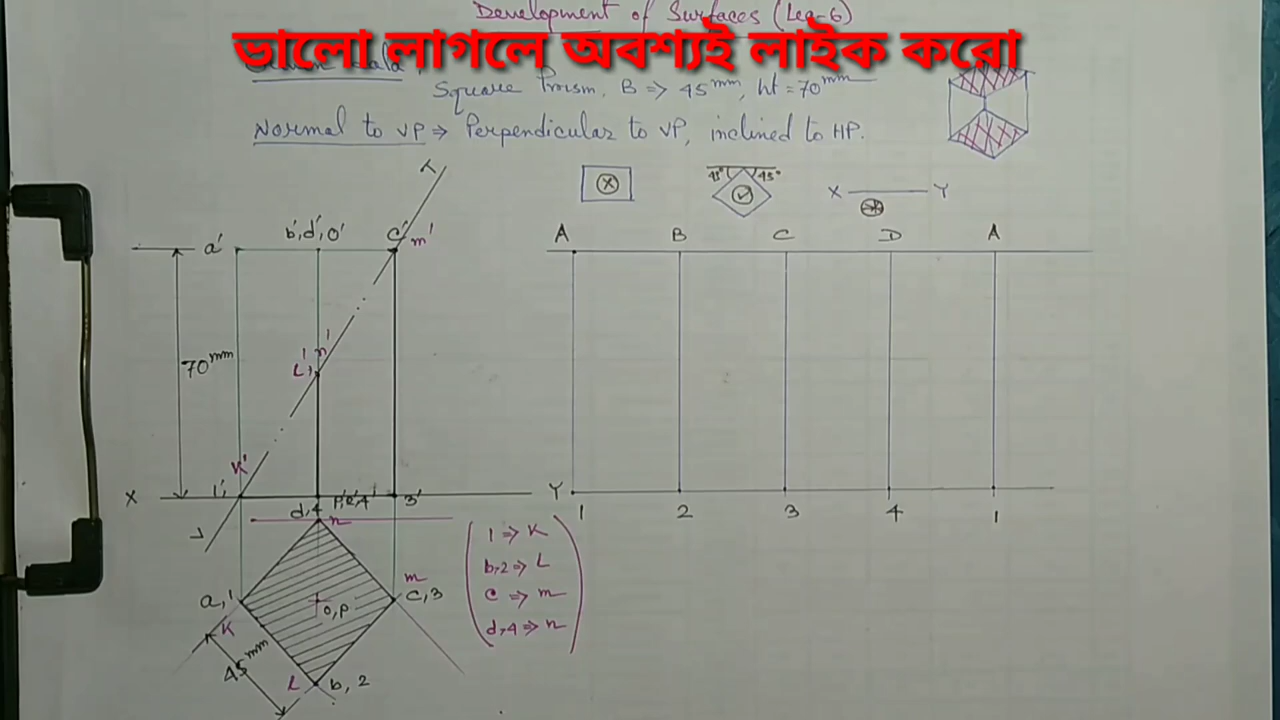 Development of Surfaces (Lec-6)
ভালো লাগলে অবশ্যই লাইক করো
Square Prism, B => 45mm, ht = 70mm
Normal to VP => Perpendicular to VP, inclined to HP.
T
X
45° 45°
X Y
a' b', d', o' c' m'
A B C D A
70mm
L', n'
K'
X 1' p', 2', 4' 3' Y
1 2 3 4 1
d,4 n
V
1 => K
b,2 => L
c => m
d,4 => n
a,1 K
o,p
m c,3
45mm
L b, 2